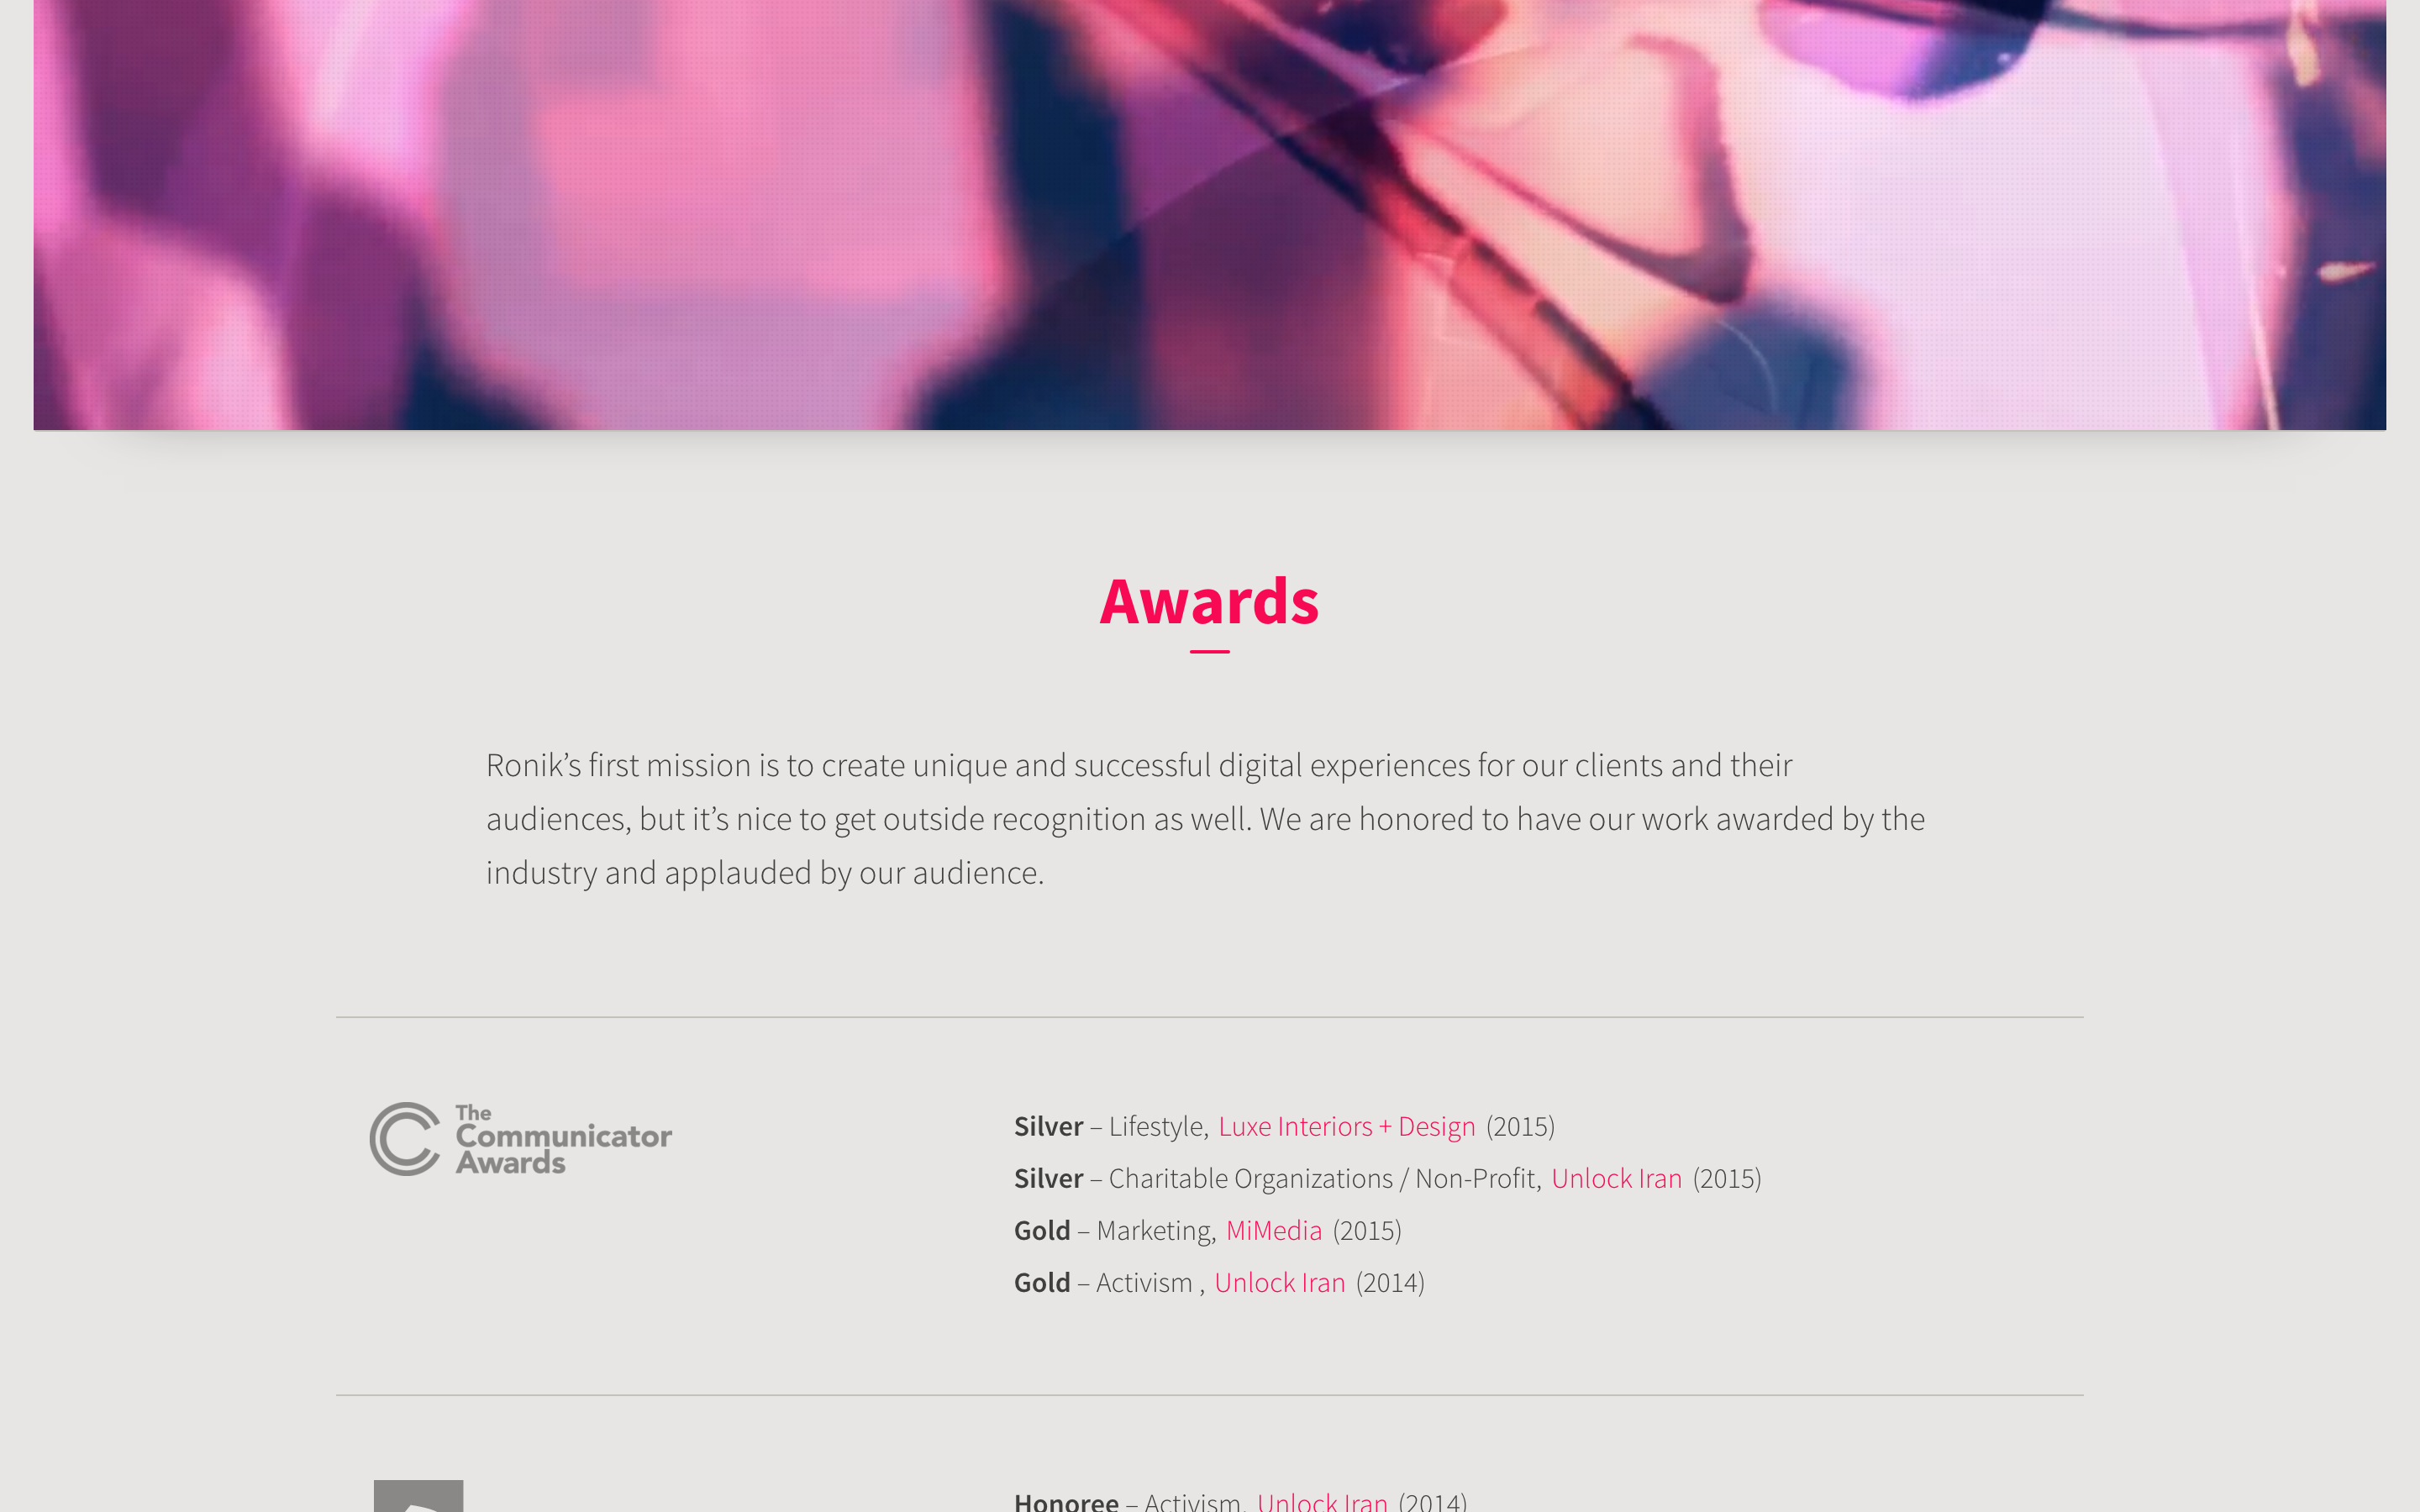 Awards
Ronik’s first mission is to create unique and successful digital experiences for our clients and their
audiences, but it’s nice to get outside recognition as well. We are honored to have our work awarded by the
industry and applauded by our audience.
The
Communicator
Awards
Silver – Lifestyle, Luxe Interiors + Design (2015)
Silver – Charitable Organizations / Non-Profit, Unlock Iran (2015)
Gold – Marketing, MiMedia (2015)
Gold – Activism , Unlock Iran (2014)
Honoree – Activism, Unlock Iran (2014)